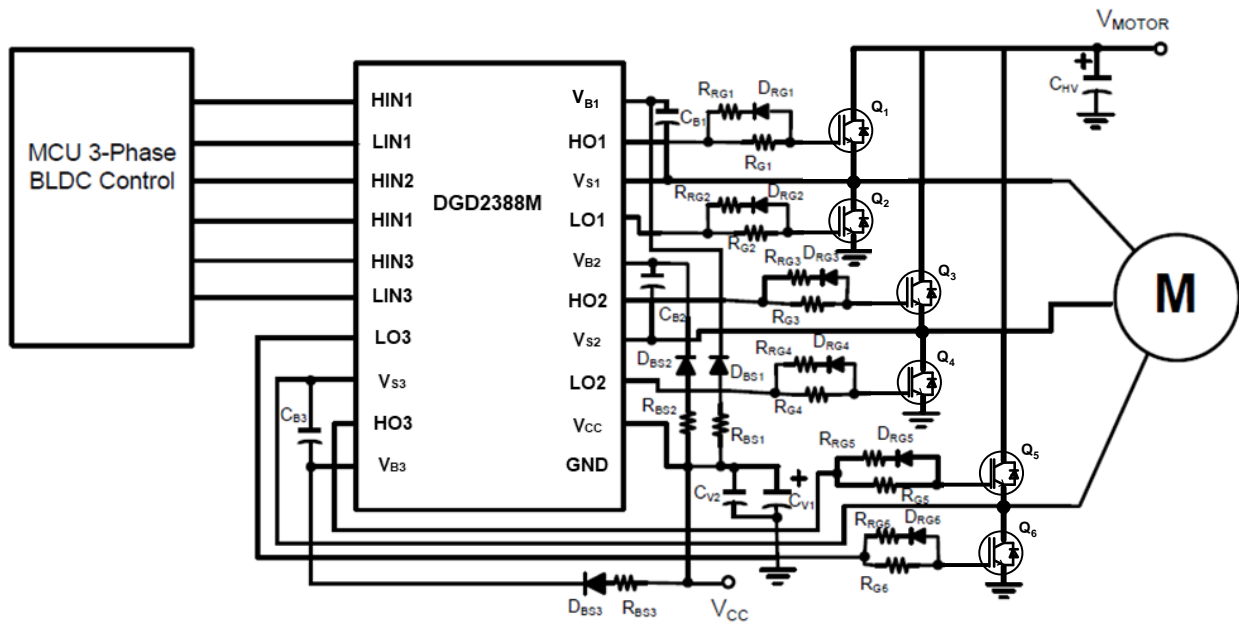 MCU 3-Phase
BLDC Control
HIN1
LIN1
HIN2
HIN1
HIN3
LIN3
LO3
VS3
HO3
VB3
DGD2388M
VB1
HO1
VS1
LO1
VB2
HO2
VS2
LO2
VCC
GND
CB1
CB2
CB3
RRG1
DRG1
RG1
Q1
RRG2
DRG2
RG2
Q2
RRG3
DRG3
RG3
Q3
RRG4
DRG4
RG4
Q4
RRG5
DRG5
RG5
Q5
RRG6
DRG6
RG6
Q6
DBS2
DBS1
RBS2
RBS1
CV2
CV1
+
DBS3
RBS3
VCC
VMOTOR
+
CHV
M